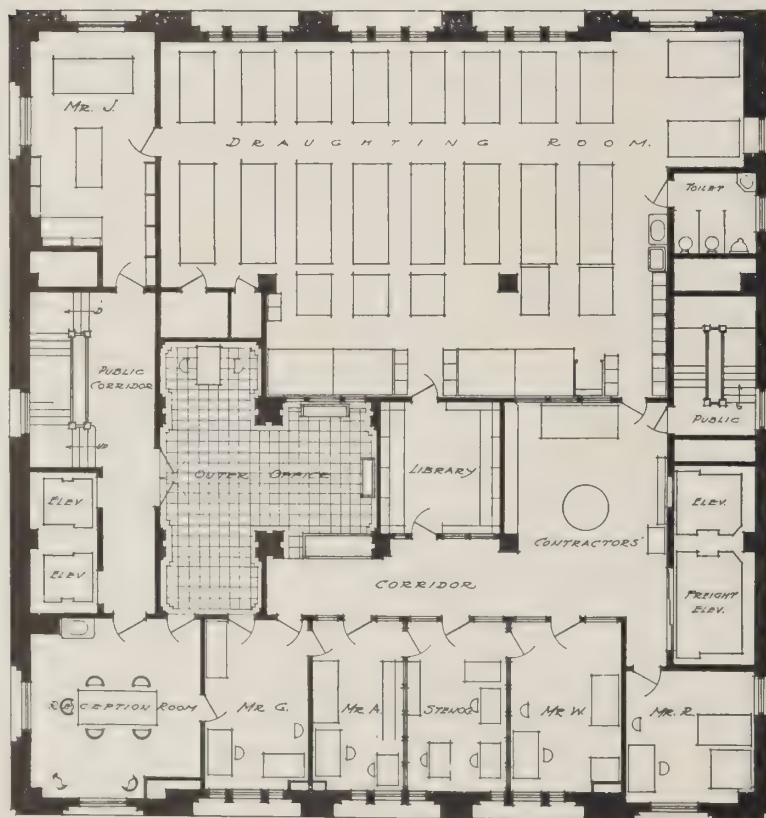 MR. J.
DRAUGHTING ROOM.
TOILET
PUBLIC
CORRIDOR
PUBLIC
OUTER OFFICE
LIBRARY
ELEV
ELEV.
CONTRACTORS'
ELEV
CORRIDOR
FREIGHT
ELEV.
RECEPTION ROOM
MR G.
MR A.
STENOG
MR W.
MR. R.